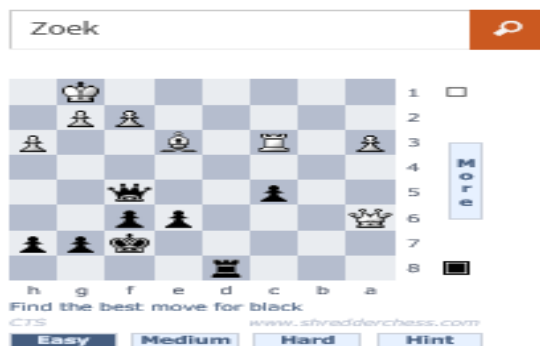 Zoek
1
2
3
4
5
6
7
8
More
h g f e d c b a
Find the best move for black
CTS www.shredderchess.com
Easy Medium Hard Hint